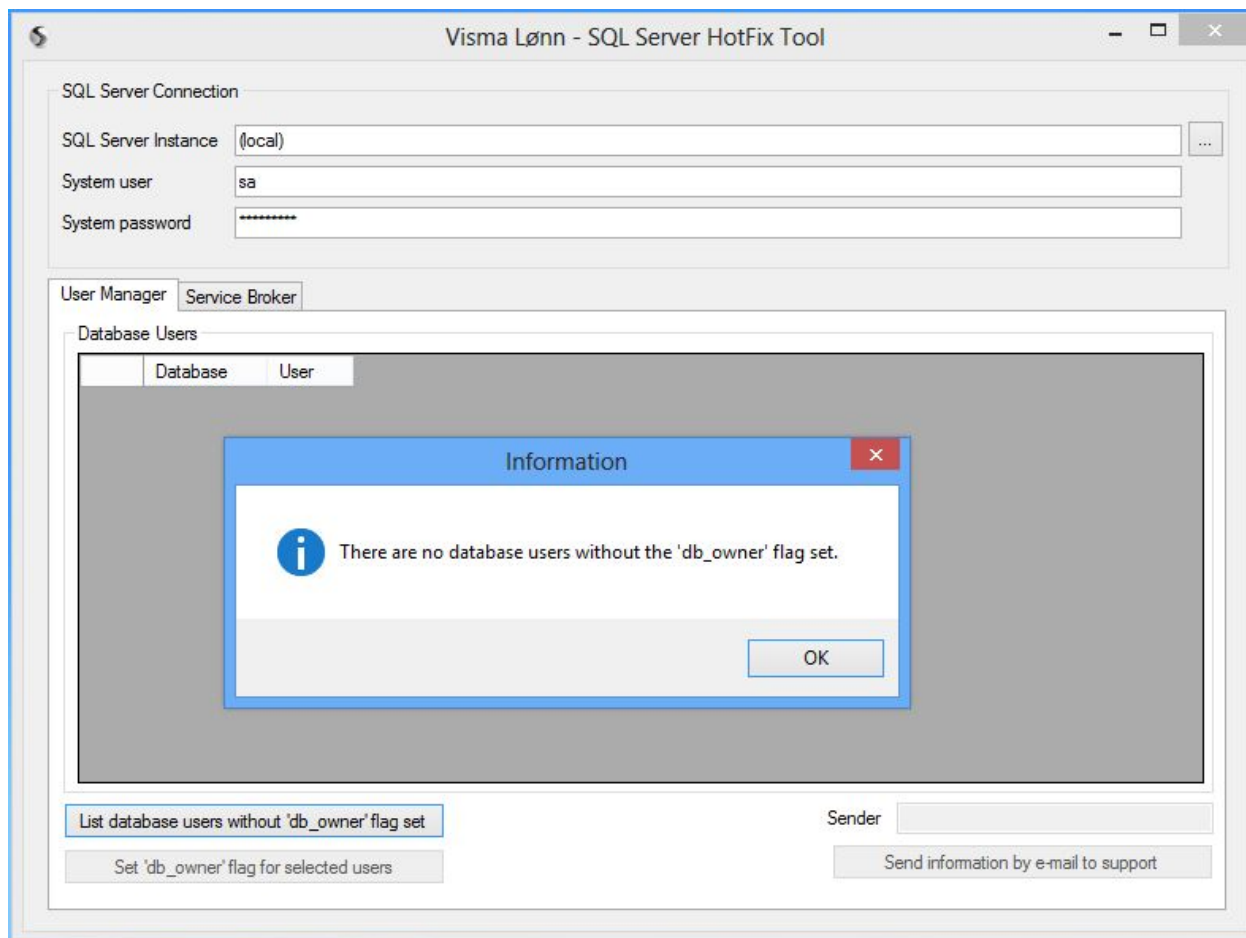 Visma Lønn - SQL Server HotFix Tool
SQL Server Connection
SQL Server Instance (local) ...
System user sa
System password *********
User Manager Service Broker
Database Users
Database User
Information
There are no database users without the 'db_owner' flag set.
OK
List database users without 'db_owner' flag set
Sender
Set 'db_owner' flag for selected users
Send information by e-mail to support